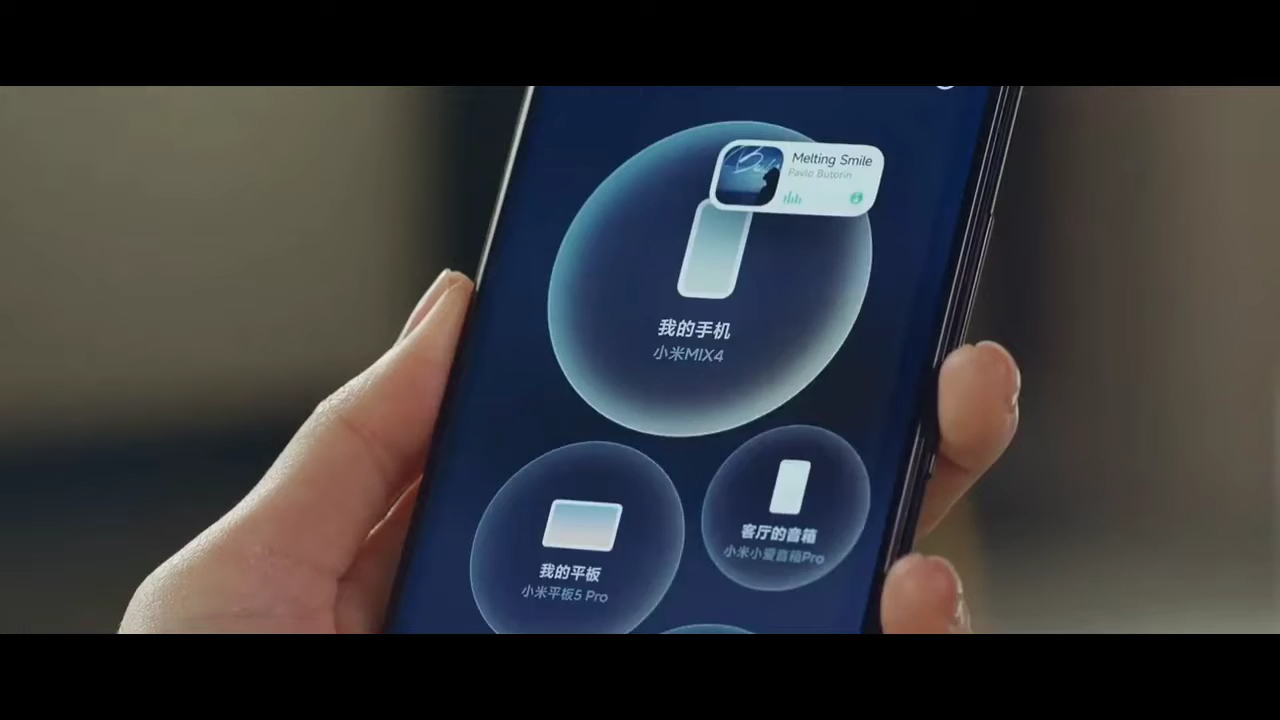 Melting Smile
Pavlo Butorin
我的手机
小米MIX4
客厅的音箱
小米小爱音箱Pro
我的平板
小米平板5 Pro